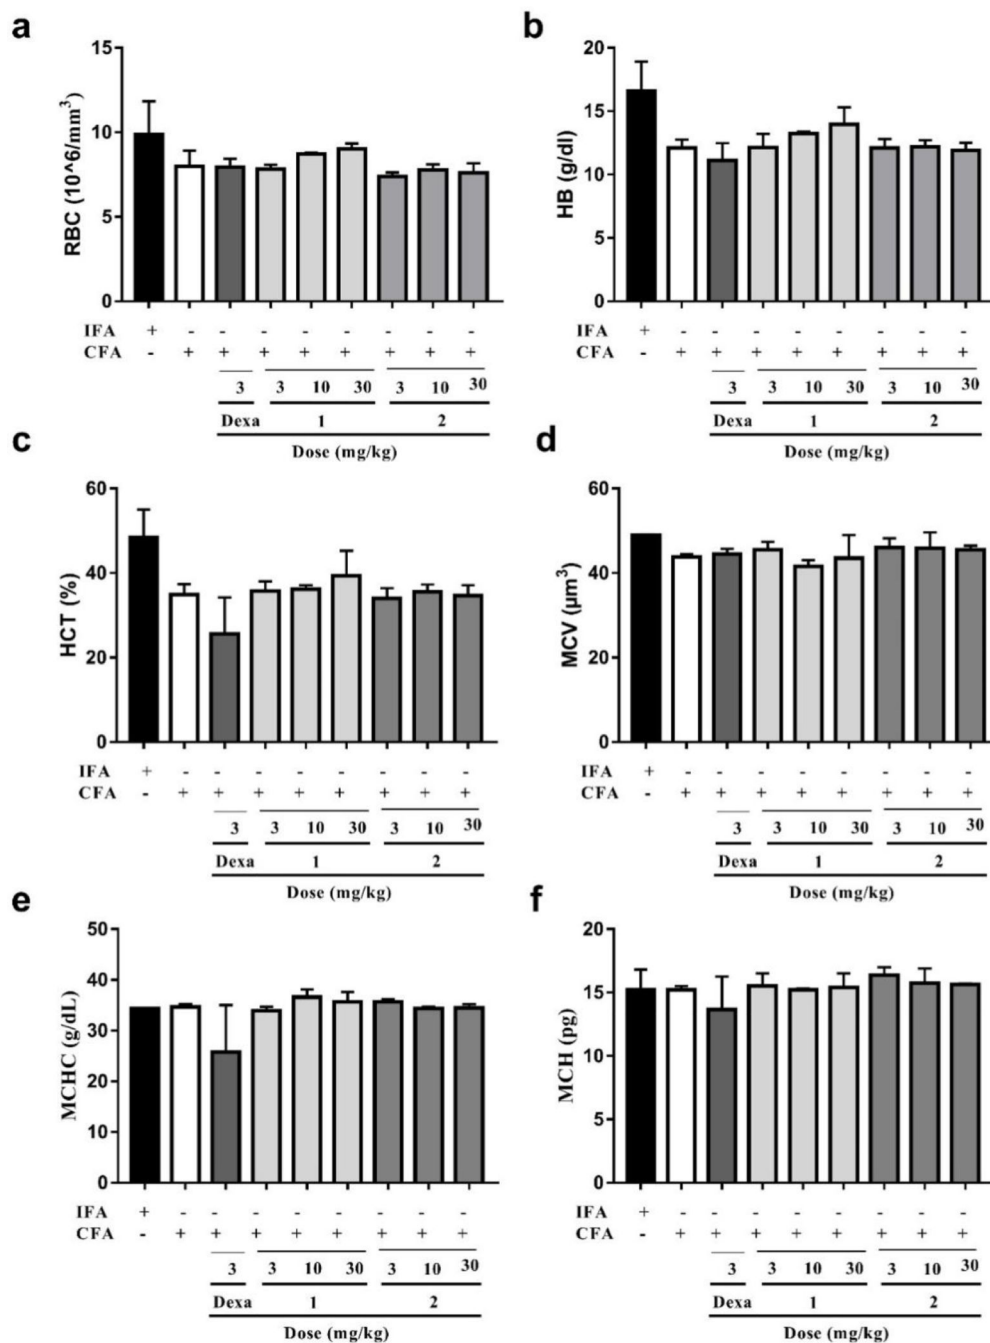 a
RBC (10^6/mm³)
15
10
5
0
IFA + - - - - - - - -
CFA - + + + + + + + +
3 3 10 30 3 10 30
Dexa 1 2
Dose (mg/kg)
b
HB (g/dl)
20
15
10
5
0
IFA + - - - - - - - -
CFA - + + + + + + + +
3 3 10 30 3 10 30
Dexa 1 2
Dose (mg/kg)
c
HCT (%)
60
40
20
0
IFA + - - - - - - - -
CFA - + + + + + + + +
3 3 10 30 3 10 30
Dexa 1 2
Dose (mg/kg)
d
MCV (µm³)
60
40
20
0
IFA + - - - - - - - -
CFA - + + + + + + + +
3 3 10 30 3 10 30
Dexa 1 2
Dose (mg/kg)
e
MCHC (g/dL)
50
40
30
20
10
0
IFA + - - - - - - - -
CFA - + + + + + + + +
3 3 10 30 3 10 30
Dexa 1 2
Dose (mg/kg)
f
MCH (pg)
20
15
10
5
0
IFA + - - - - - - - -
CFA - + + + + + + + +
3 3 10 30 3 10 30
Dexa 1 2
Dose (mg/kg)